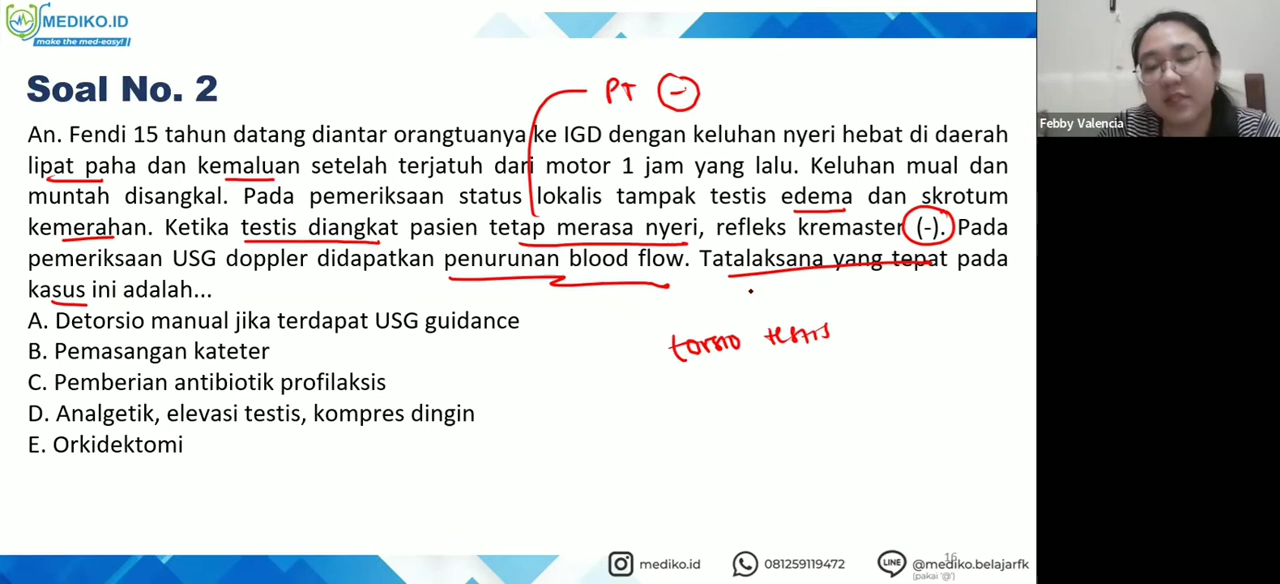 MEDIKO.ID
make the med-easy!
Febby Valencia
Soal No. 2
PT (-)
An. Fendi 15 tahun datang diantar orangtuanya ke IGD dengan keluhan nyeri hebat di daerah
lipat paha dan kemaluan setelah terjatuh dari motor 1 jam yang lalu. Keluhan mual dan
muntah disangkal. Pada pemeriksaan status lokalis tampak testis edema dan skrotum
kemerahan. Ketika testis diangkat pasien tetap merasa nyeri, refleks kremaster (-). Pada
pemeriksaan USG doppler didapatkan penurunan blood flow. Tatalaksana yang tepat pada
kasus ini adalah...
A. Detorsio manual jika terdapat USG guidance
B. Pemasangan kateter
C. Pemberian antibiotik profilaksis
D. Analgetik, elevasi testis, kompres dingin
E. Orkidektomi
torsio testis
mediko.id
081259119472
LINE
@mediko.belajarfk
(pakai '@')
16